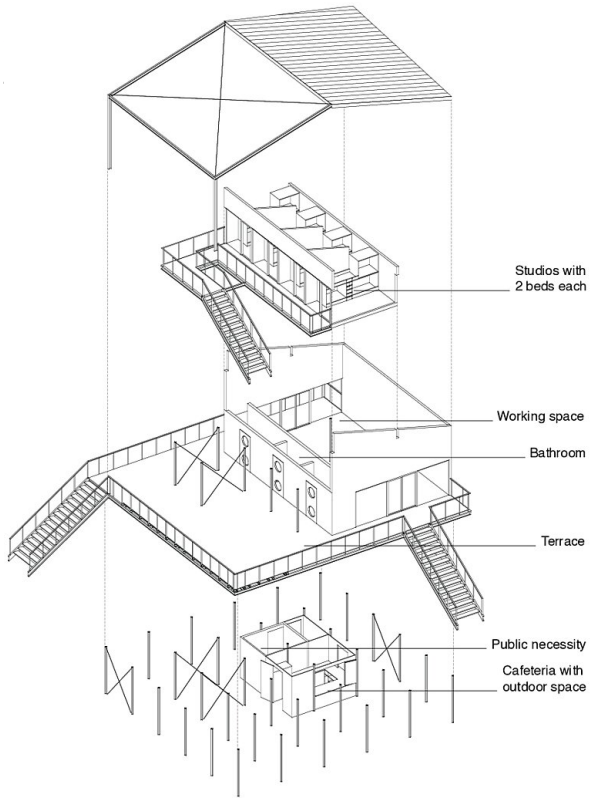 Studios with
2 beds each
Working space
Bathroom
Terrace
Public necessity
Cafeteria with
outdoor space